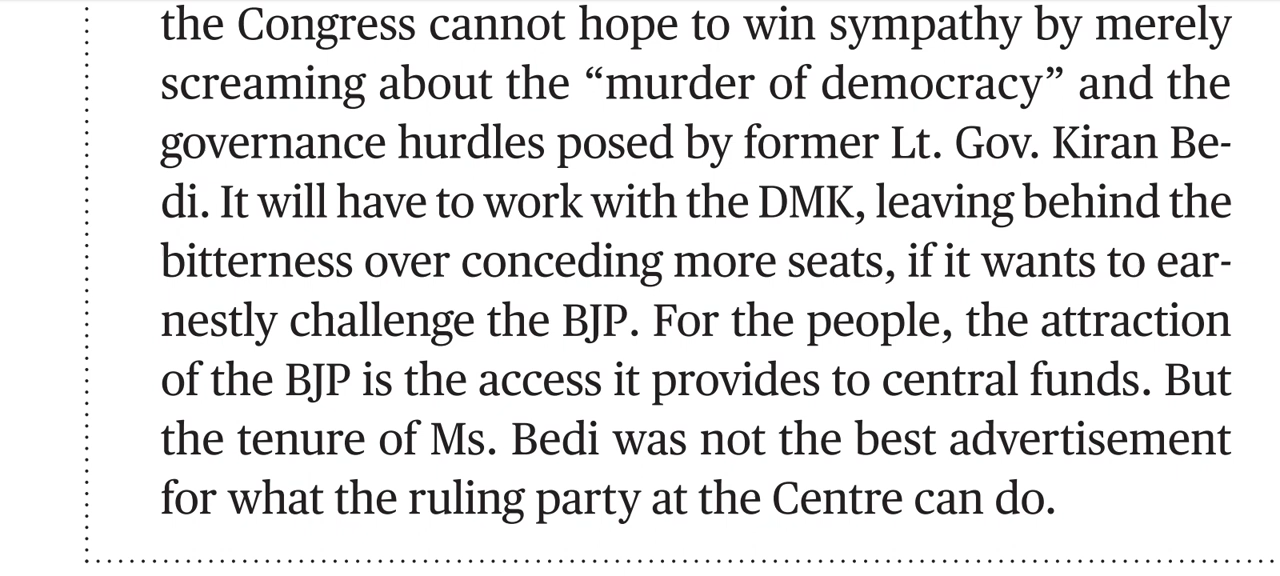 the Congress cannot hope to win sympathy by merely
screaming about the “murder of democracy” and the
governance hurdles posed by former Lt. Gov. Kiran Be-
di. It will have to work with the DMK, leaving behind the
bitterness over conceding more seats, if it wants to ear-
nestly challenge the BJP. For the people, the attraction
of the BJP is the access it provides to central funds. But
the tenure of Ms. Bedi was not the best advertisement
for what the ruling party at the Centre can do.